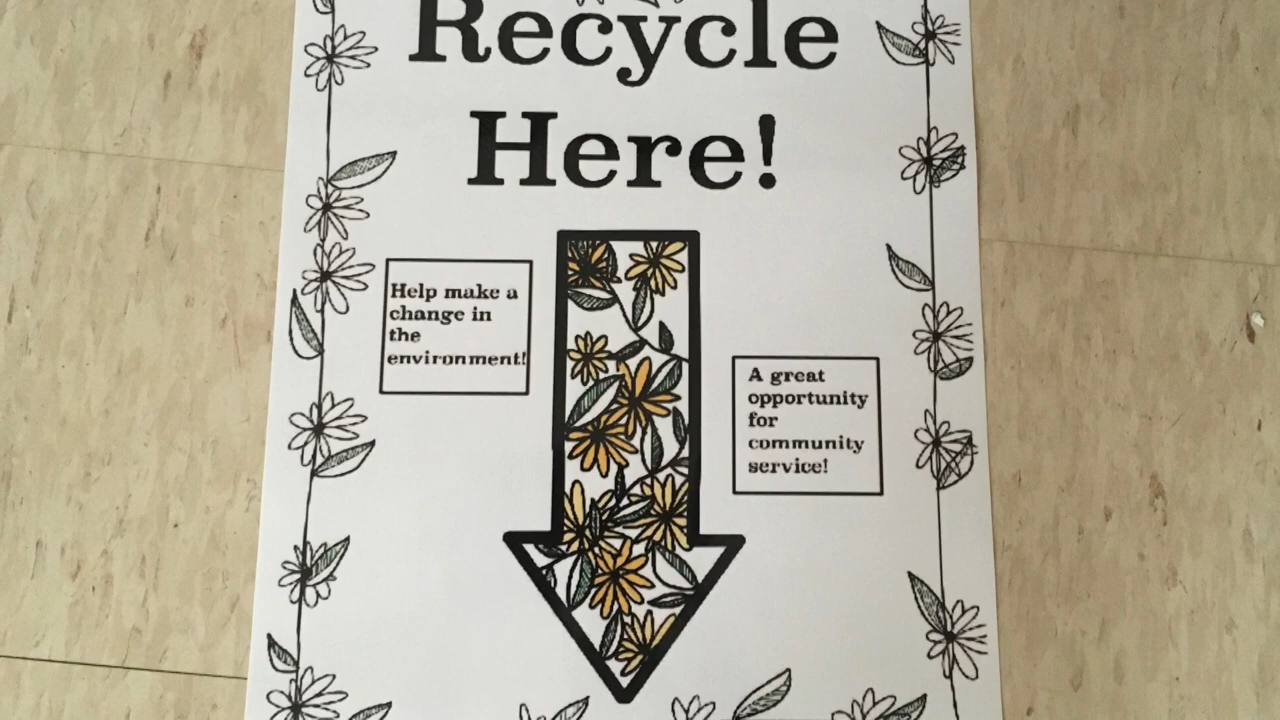 Recycle
Here!
Help make a
change in
the
environment!
A great
opportunity
for
community
service!